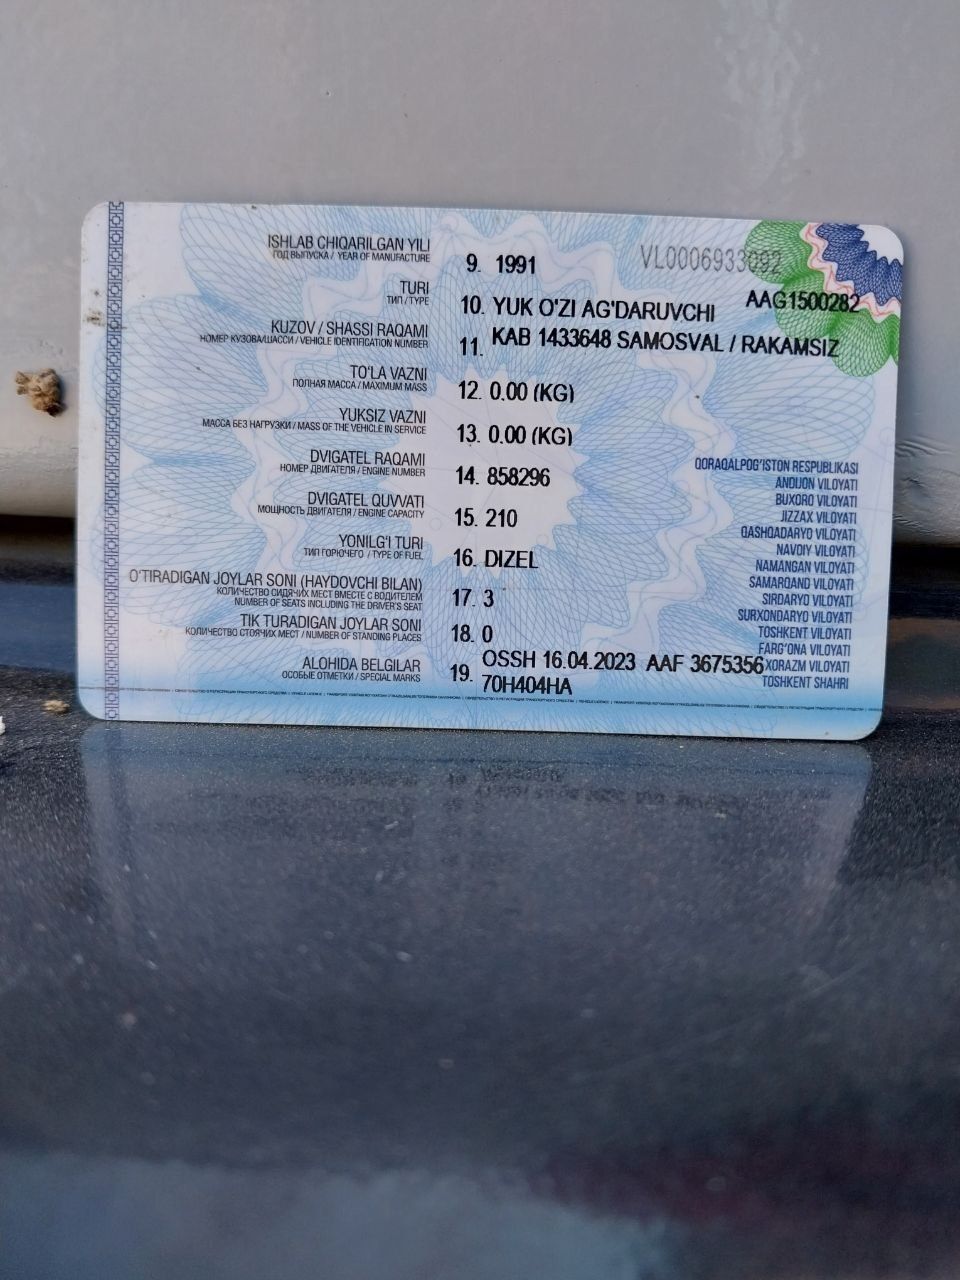 ISHLAB CHIQARILGAN YILI
ГОД ВЫПУСКА / YEAR OF MANUFACTURE
9. 1991
VL0006933092
TURI
ТИП / TYPE
10. YUK O'ZI AG'DARUVCHI
AAG1500282
KUZOV / SHASSI RAQAMI
НОМЕР КУЗОВА/ШАССИ / VEHICLE IDENTIFICATION NUMBER
11. KAB 1433648 SAMOSVAL / RAKAMSIZ
TO'LA VAZNI
ПОЛНАЯ МАССА / MAXIMUM MASS
12. 0.00 (KG)
YUKSIZ VAZNI
МАССА БЕЗ НАГРУЗКИ / MASS OF THE VEHICLE IN SERVICE
13. 0.00 (KG)
DVIGATEL RAQAMI
НОМЕР ДВИГАТЕЛЯ / ENGINE NUMBER
14. 858296
DVIGATEL QUVVATI
МОЩНОСТЬ ДВИГАТЕЛЯ / ENGINE CAPACITY
15. 210
YONILG'I TURI
ТИП ГОРЮЧЕГО / TYPE OF FUEL
16. DIZEL
O'TIRADIGAN JOYLAR SONI (HAYDOVCHI BILAN)
КОЛИЧЕСТВО СИДЯЧИХ МЕСТ ВМЕСТЕ С ВОДИТЕЛЕМ
NUMBER OF SEATS INCLUDING THE DRIVER'S SEAT
17. 3
TIK TURADIGAN JOYLAR SONI
КОЛИЧЕСТВО СТОЯЧИХ МЕСТ / NUMBER OF STANDING PLACES
18. 0
ALOHIDA BELGILAR
ОСОБЫЕ ОТМЕТКИ / SPECIAL MARKS
19. OSSH 16.04.2023 AAF 3675356
70H404HA
QORAQALPOG'ISTON RESPUBLIKASI
ANDIJON VILOYATI
BUXORO VILOYATI
JIZZAX VILOYATI
QASHQADARYO VILOYATI
NAVOIY VILOYATI
NAMANGAN VILOYATI
SAMARQAND VILOYATI
SIRDARYO VILOYATI
SURXONDARYO VILOYATI
TOSHKENT VILOYATI
FARG'ONA VILOYATI
XORAZM VILOYATI
TOSHKENT SHAHRI